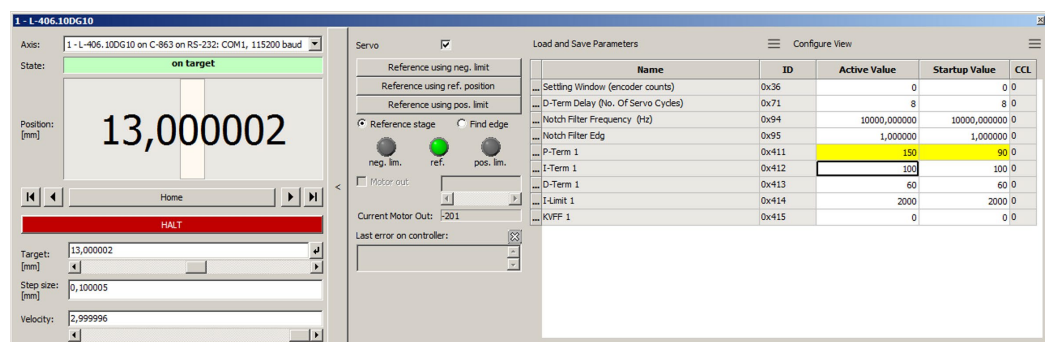 1 - L-406.10DG10
Axis: 1 - L-406.10DG10 on C-863 on RS-232: COM1, 115200 baud
State: on target
Position: [mm] 13,000002
Home
HALT
Target: [mm] 13,000002
Step size: [mm] 0,100005
Velocity: 2,999996
<
Servo
Reference using neg. limit
Reference using ref. position
Reference using pos. limit
Reference stage Find edge
neg. lim. ref. pos. lim.
Motor out
Current Motor Out: -201
Last error on controller:
Load and Save Parameters Configure View
Name ID Active Value Startup Value CCL
... Settling Window (encoder counts) 0x36 0 0 0
... D-Term Delay (No. Of Servo Cycles) 0x71 8 8 0
... Notch Filter Frequency (Hz) 0x94 10000,000000 10000,000000 0
... Notch Filter Edg 0x95 1,000000 1,000000 0
... P-Term 1 0x411 150 90 0
... I-Term 1 0x412 100 100 0
... D-Term 1 0x413 60 60 0
... I-Limit 1 0x414 2000 2000 0
... KVFF 1 0x415 0 0 0